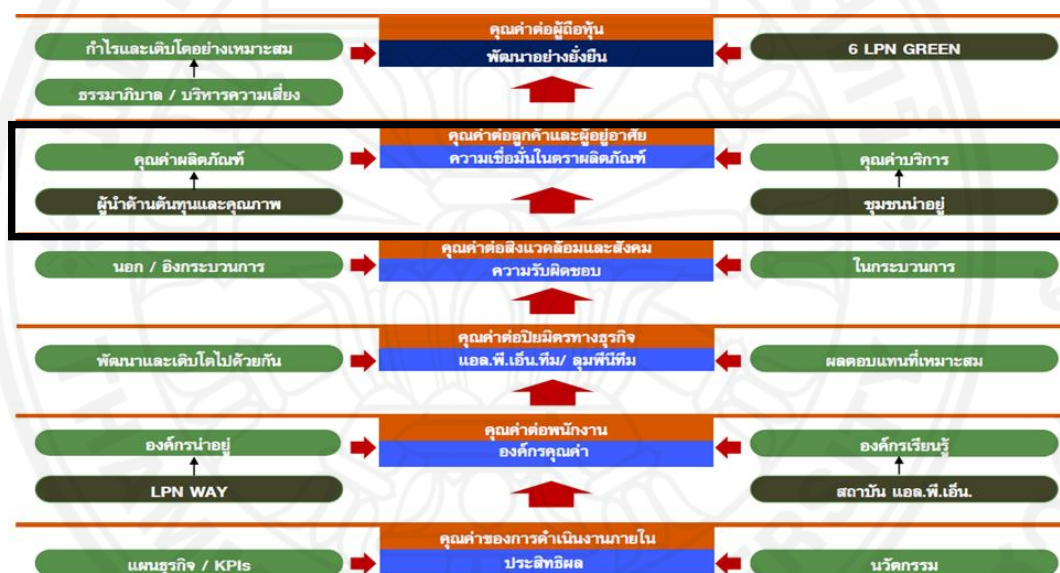 คุณค่าต่อผู้ถือหุ้น
กำไรและเติบโตอย่างเหมาะสม
พัฒนาอย่างยั่งยืน
6 LPN GREEN
ธรรมาภิบาล / บริหารความเสี่ยง
คุณค่าต่อลูกค้าและผู้อยู่อาศัย
คุณค่าผลิตภัณฑ์
ความเชื่อมั่นในตราผลิตภัณฑ์
คุณค่าบริการ
ผู้นำด้านต้นทุนและคุณภาพ
ชุมชนน่าอยู่
คุณค่าต่อสิ่งแวดล้อมและสังคม
นอก / อิงกระบวนการ
ความรับผิดชอบ
ในกระบวนการ
คุณค่าต่อปิยมิตรทางธุรกิจ
พัฒนาและเติบโตไปด้วยกัน
แอล.พี.เอ็น.ทีม/ ลุมพินีทีม
ผลตอบแทนที่เหมาะสม
คุณค่าต่อพนักงาน
องค์กรน่าอยู่
องค์กรคุณค่า
องค์กรเรียนรู้
LPN WAY
สถาบัน แอล.พี.เอ็น.
คุณค่าของการดำเนินงานภายใน
แผนธุรกิจ / KPIs
ประสิทธิผล
นวัตกรรม